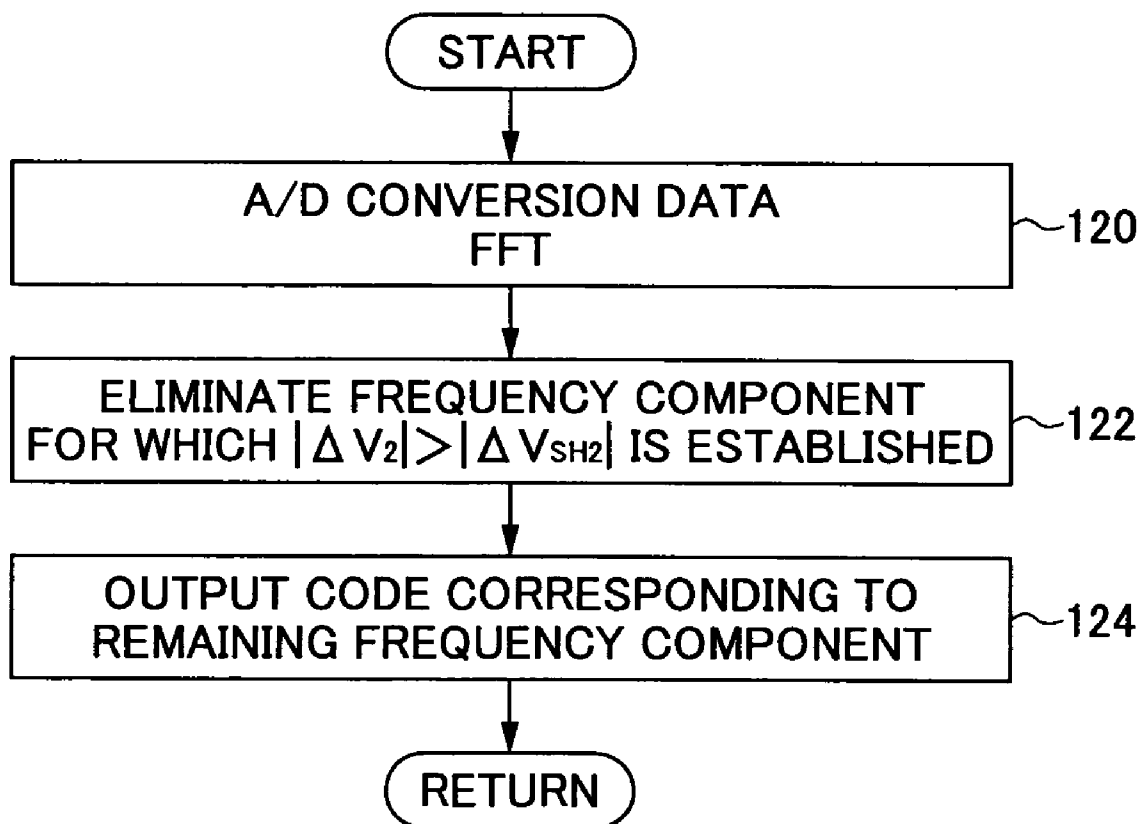 START
A/D CONVERSION DATA
FFT
120
ELIMINATE FREQUENCY COMPONENT
FOR WHICH |ΔV2|>|ΔVSH2| IS ESTABLISHED
122
OUTPUT CODE CORRESPONDING TO
REMAINING FREQUENCY COMPONENT
124
RETURN